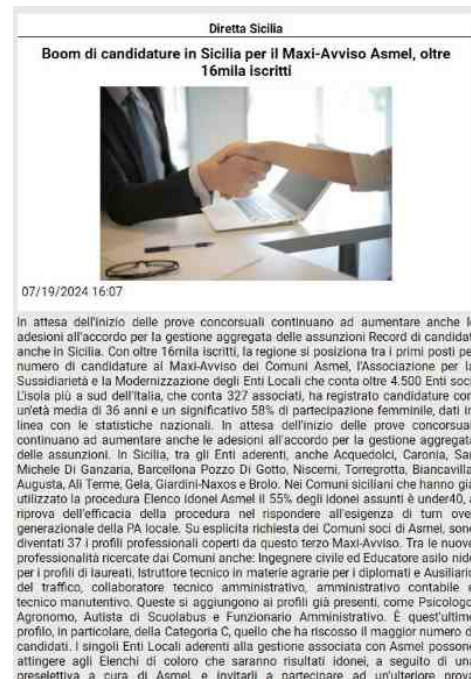 Diretta Sicilia
Boom di candidature in Sicilia per il Maxi-Avviso Asmel, oltre
16mila iscritti
07/19/2024 16:07
In attesa dell'inizio delle prove concorsuali continuano ad aumentare anche le
adesioni all'accordo per la gestione aggregata delle assunzioni Record di candidat
anche in Sicilia. Con oltre 16mila iscritti, la regione si posiziona tra i primi posti per
numero di candidature al Maxi-Avviso dei Comuni Asmel, l'Associazione per la
Sussidiarietà e la Modernizzazione degli Enti Locali che conta oltre 4.500 Enti soci
L'isola più a sud dell'Italia, che conta 327 associati, ha registrato candidature con
un'età media di 36 anni e un significativo 58% di partecipazione femminile, dati in
linea con le statistiche nazionali. In attesa dell'inizio delle prove concorsuali
continuano ad aumentare anche le adesioni all'accordo per la gestione aggregata
delle assunzioni. In Sicilia, tra gli Enti aderenti, anche Acquedolci, Caronia, San
Michele Di Ganzaria, Barcellona Pozzo Di Gotto, Niscemi, Torregrotta, Biancavilla,
Augusta, Alì Terme, Gela, Giardini-Naxos e Brolo. Nei Comuni siciliani che hanno già
utilizzato la procedura Elenco Idonei Asmel il 55% degli idonei assunti è under40, a
riprova dell'efficacia della procedura nel rispondere all'esigenza di turn over
generazionale della PA locale. Su esplicita richiesta dei Comuni soci di Asmel, sono
diventati 37 i profili professionali coperti da questo terzo Maxi-Avviso. Tra le nuove
professionalità ricercate dai Comuni anche: Ingegnere civile ed Educatore asilo nido
per i profili di laureati, Istruttore tecnico in materie agrarie per i diplomati e Ausiliario
del traffico, collaboratore tecnico amministrativo, amministrativo contabile e
tecnico manutentivo. Queste si aggiungono ai profili già presenti, come Psicologo,
Agronomo, Autista di Scuolabus e Funzionario Amministrativo. È quest'ultimo
profilo, in particolare, della Categoria C, quello che ha riscosso il maggior numero di
candidati. I singoli Enti Locali aderenti alla gestione associata con Asmel possono
attingere agli Elenchi di coloro che saranno risultati idonei, a seguito di una
preselettiva a cura di Asmel, e invitarli a partecipare ad un'ulteriore prova